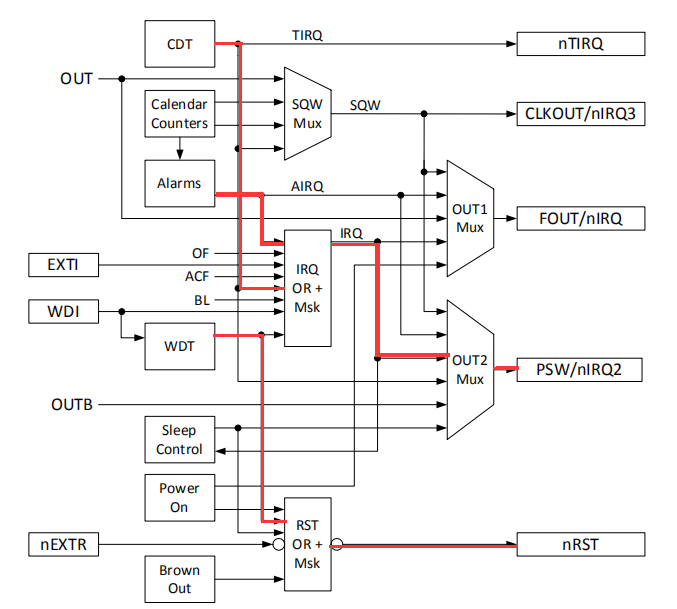 CDT
TIRQ
nTIRQ
OUT
Calendar
Counters
SQW
Mux
SQW
CLKOUT/nIRQ3
Alarms
AIRQ
OUT1
Mux
FOUT/nIRQ
IRQ
OF
EXTI
ACF
IRQ
OR +
Msk
BL
WDI
WDT
OUT2
Mux
PSW/nIRQ2
OUTB
Sleep
Control
Power
On
RST
OR +
Msk
nEXTR
nRST
Brown
Out